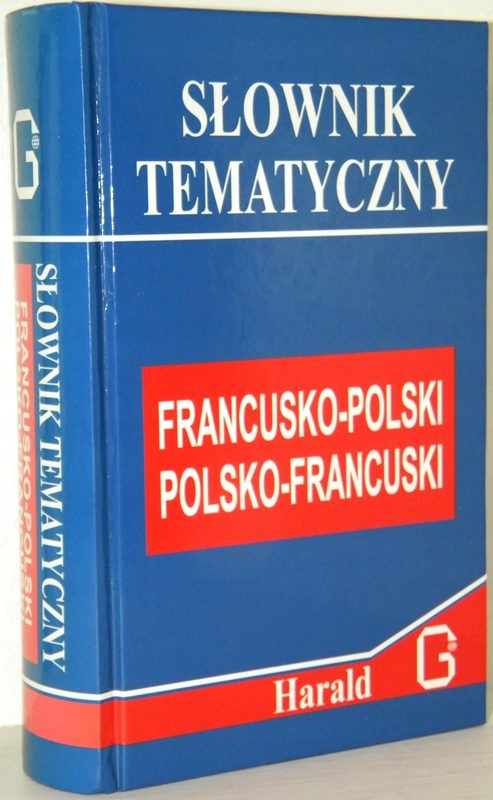 SŁOWNIK
TEMATYCZNY
FRANCUSKO-POLSKI
POLSKO-FRANCUSKI
Harald
G
G
SŁOWNIK TEMATYCZNY
FRANCUSKO-POLSKI